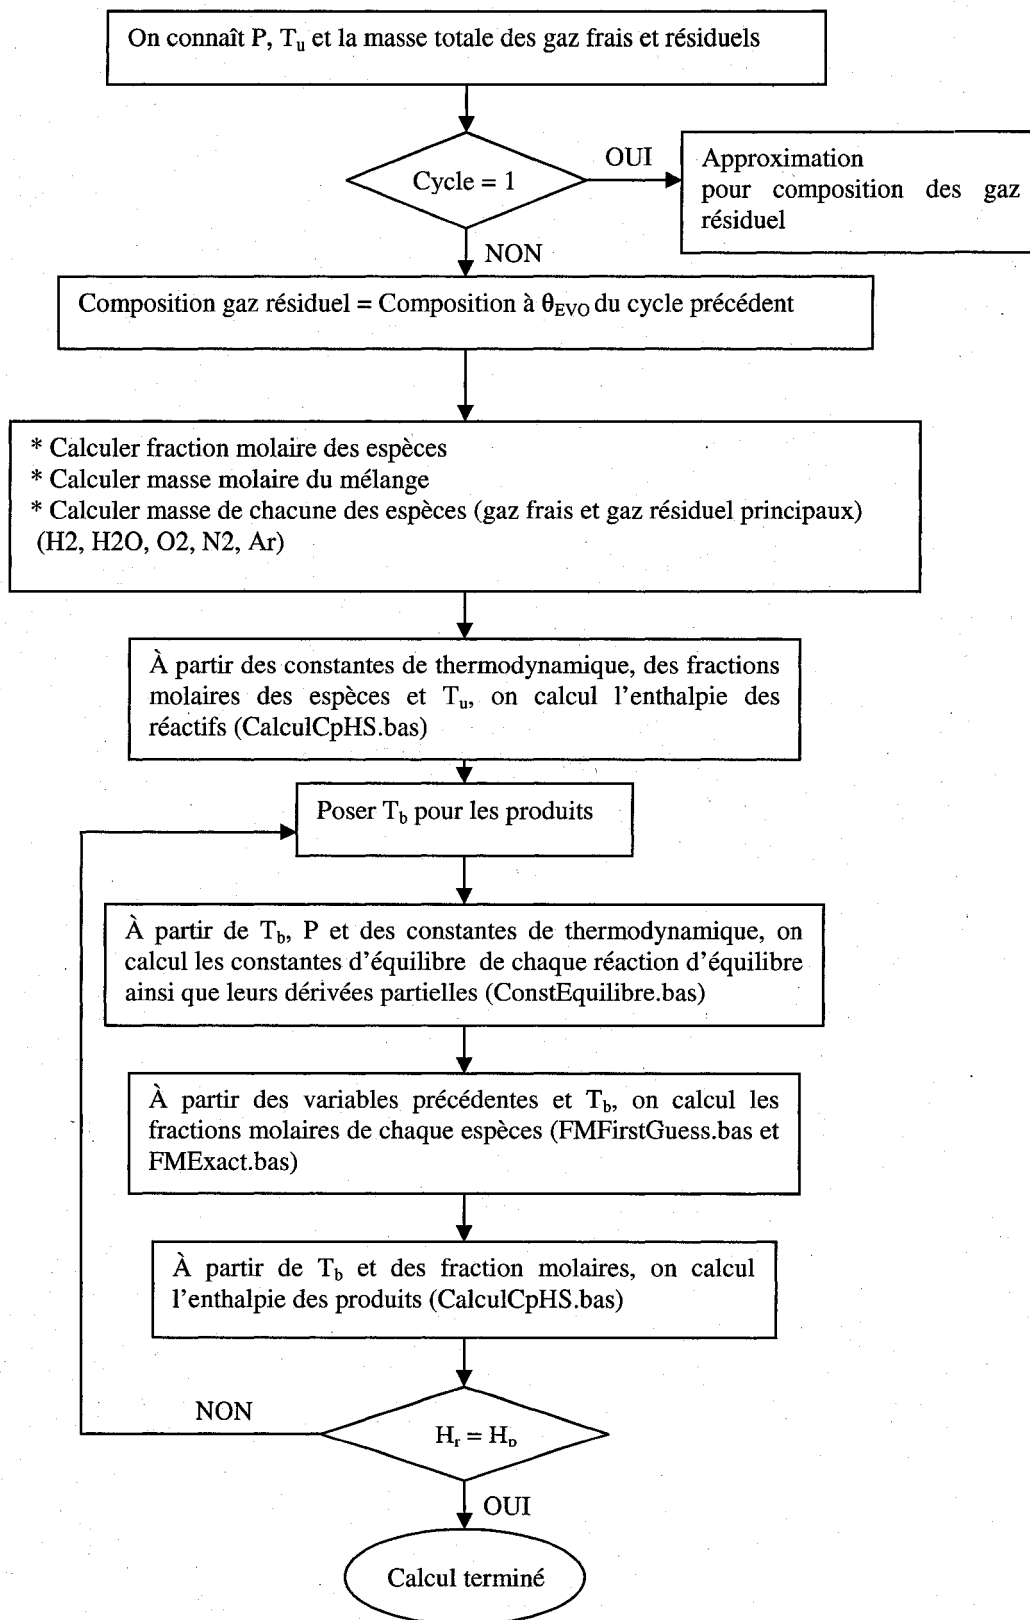 On connaît P, Tu et la masse totale des gaz frais et résiduels
Cycle = 1
OUI
Approximation
pour composition des gaz
résiduel
NON
Composition gaz résiduel = Composition à θEVO du cycle précédent
* Calculer fraction molaire des espèces
* Calculer masse molaire du mélange
* Calculer masse de chacune des espèces (gaz frais et gaz résiduel principaux)
(H2, H2O, O2, N2, Ar)
À partir des constantes de thermodynamique, des fractions
molaires des espèces et Tu, on calcul l'enthalpie des
réactifs (CalculCpHS.bas)
Poser Tb pour les produits
À partir de Tb, P et des constantes de thermodynamique, on
calcul les constantes d'équilibre de chaque réaction d'équilibre
ainsi que leurs dérivées partielles (ConstEquilibre.bas)
À partir des variables précédentes et Tb, on calcul les
fractions molaires de chaque espèces (FMFirstGuess.bas et
FMExact.bas)
À partir de Tb et des fraction molaires, on calcul
l'enthalpie des produits (CalculCpHS.bas)
NON
Hr = Hp
OUI
Calcul terminé